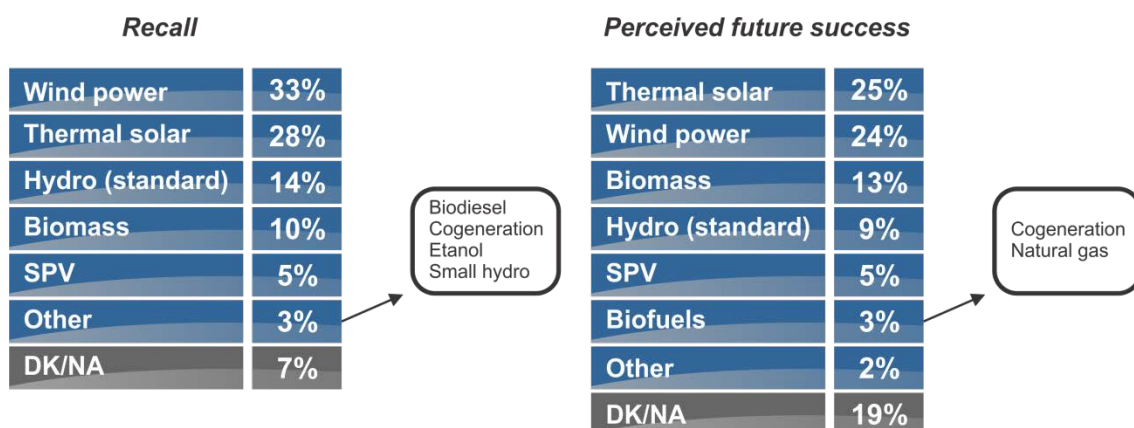 Recall
Wind power 33%
Thermal solar 28%
Hydro (standard) 14%
Biomass 10%
SPV 5%
Other 3%
DK/NA 7%
Biodiesel
Cogeneration
Etanol
Small hydro
Perceived future success
Thermal solar 25%
Wind power 24%
Biomass 13%
Hydro (standard) 9%
SPV 5%
Biofuels 3%
Other 2%
DK/NA 19%
Cogeneration
Natural gas